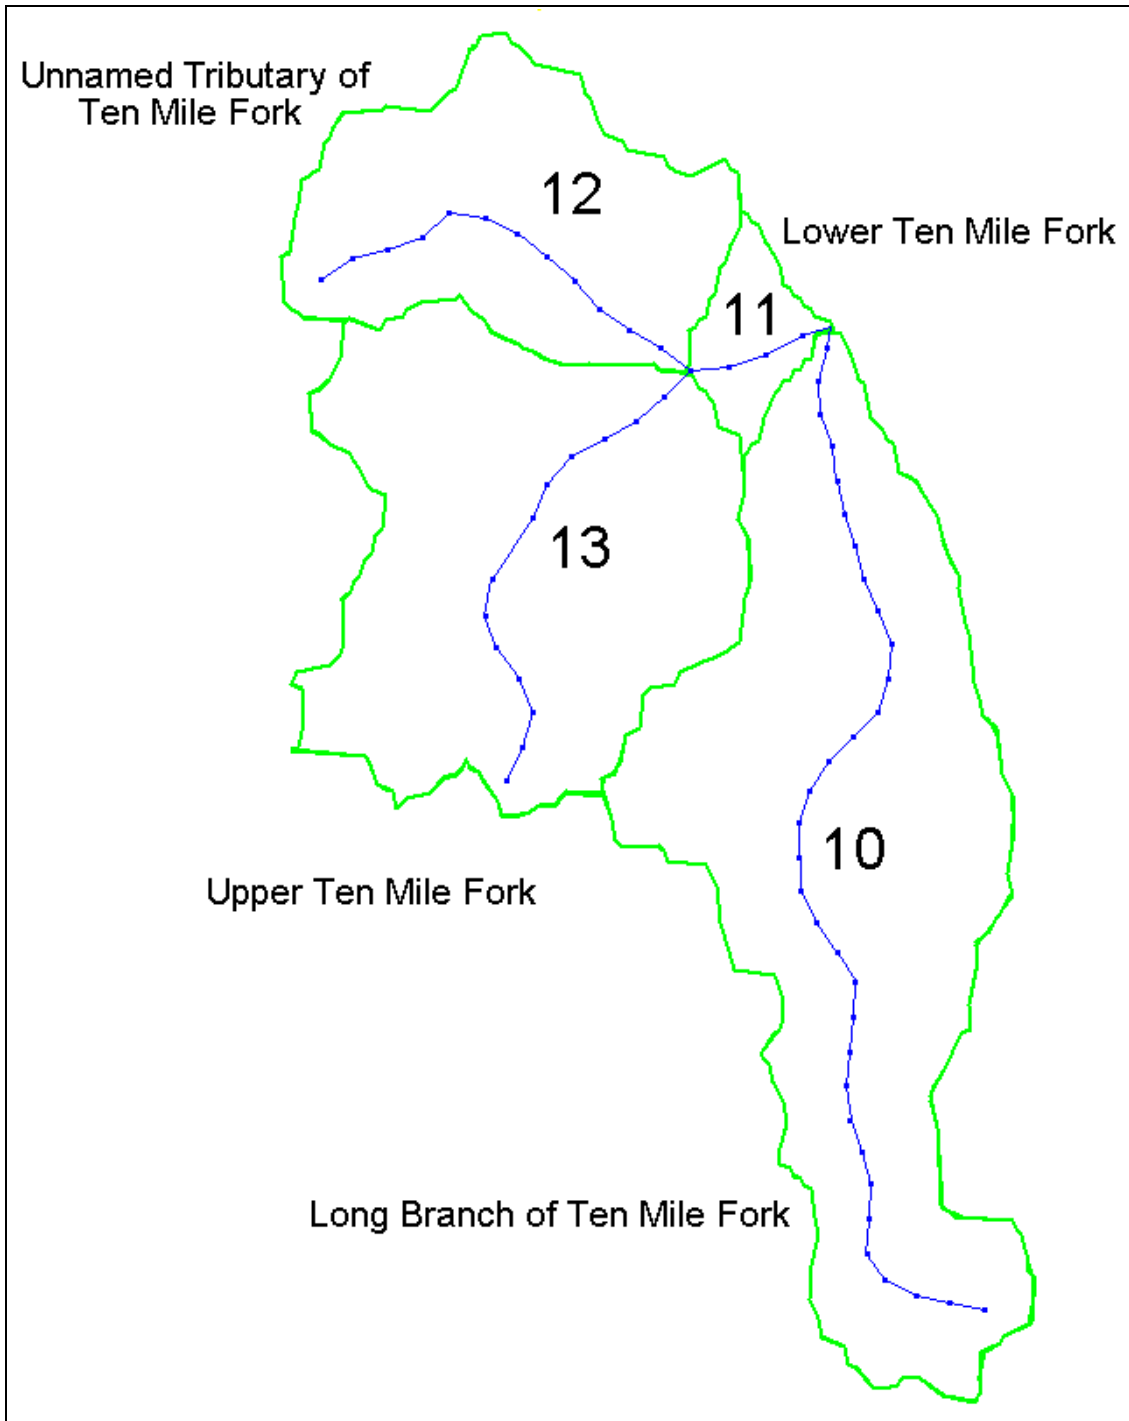 Unnamed Tributary of
Ten Mile Fork
12
Lower Ten Mile Fork
11
13
10
Upper Ten Mile Fork
Long Branch of Ten Mile Fork